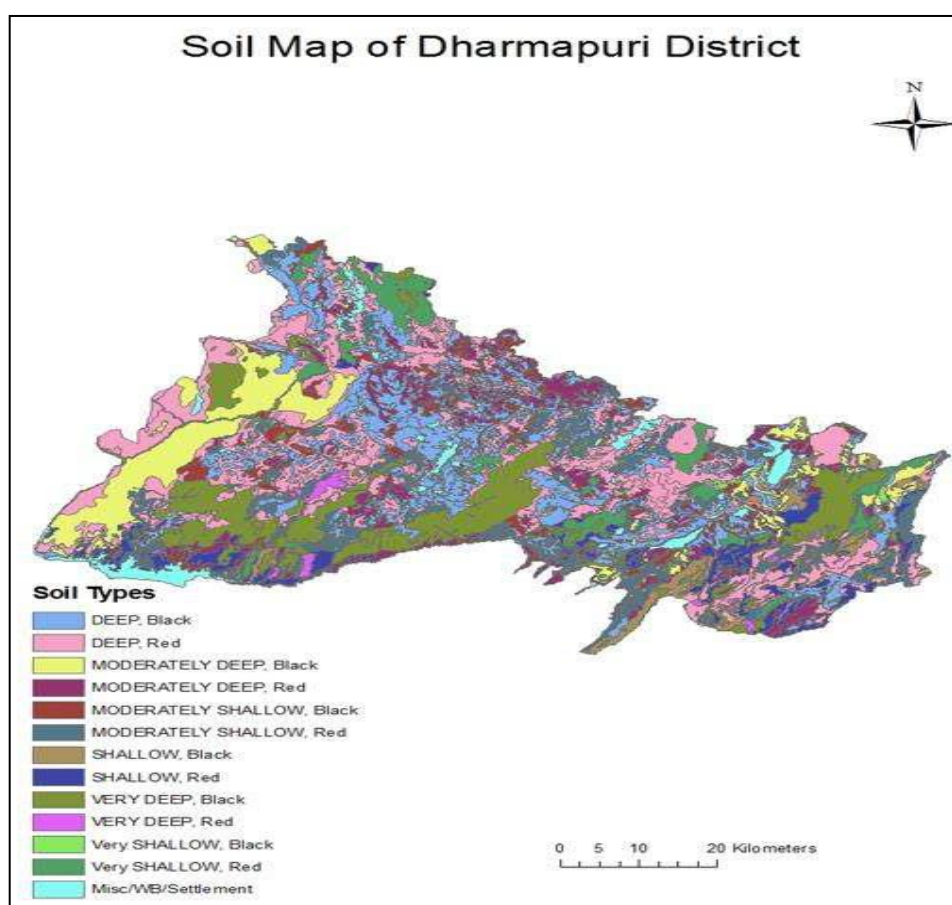 Soil Map of Dharmapuri District
N
Soil Types
DEEP, Black
DEEP, Red
MODERATELY DEEP, Black
MODERATELY DEEP, Red
MODERATELY SHALLOW, Black
MODERATELY SHALLOW, Red
SHALLOW, Black
SHALLOW, Red
VERY DEEP, Black
VERY DEEP, Red
Very SHALLOW, Black
Very SHALLOW, Red
Misc/WB/Settlement
0 5 10 20 Kilometers